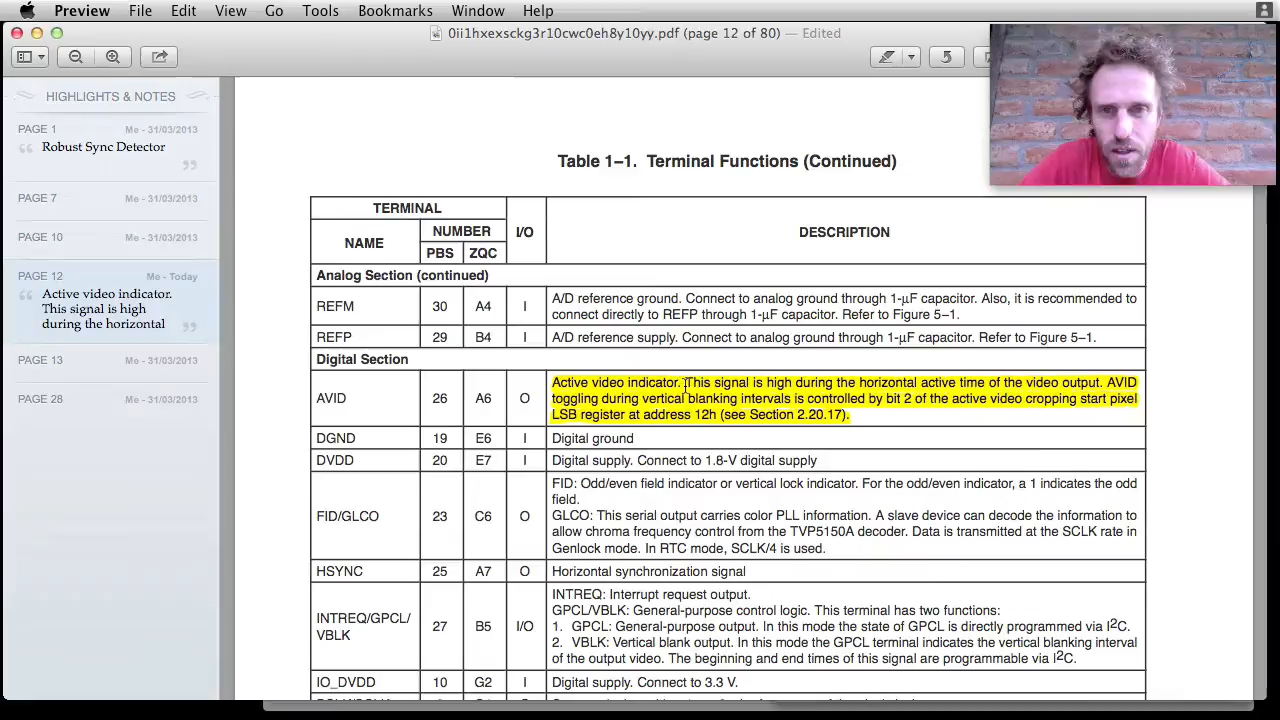 Preview File Edit View Go Tools Bookmarks Window Help
0ii1hxexsckg3r10cwc0eh8y10yy.pdf (page 12 of 80) — Edited
HIGHLIGHTS & NOTES
PAGE 1 Me - 31/03/2013
Robust Sync Detector
PAGE 7 Me - 31/03/2013
PAGE 10 Me - 31/03/2013
PAGE 12 Me - Today
Active video indicator.
This signal is high
during the horizontal
PAGE 13 Me - 31/03/2013
PAGE 28 Me - 31/03/2013
Table 1–1. Terminal Functions (Continued)
TERMINAL
NAME
NUMBER
PBS ZQC
I/O
DESCRIPTION
Analog Section (continued)
REFM 30 A4 I A/D reference ground. Connect to analog ground through 1-μF capacitor. Also, it is recommended to
connect directly to REFP through 1-μF capacitor. Refer to Figure 5–1.
REFP 29 B4 I A/D reference supply. Connect to analog ground through 1-μF capacitor. Refer to Figure 5–1.
Digital Section
AVID 26 A6 O Active video indicator. This signal is high during the horizontal active time of the video output. AVID
toggling during vertical blanking intervals is controlled by bit 2 of the active video cropping start pixel
LSB register at address 12h (see Section 2.20.17).
DGND 19 E6 I Digital ground
DVDD 20 E7 I Digital supply. Connect to 1.8-V digital supply
FID/GLCO 23 C6 O FID: Odd/even field indicator or vertical lock indicator. For the odd/even indicator, a 1 indicates the odd
field.
GLCO: This serial output carries color PLL information. A slave device can decode the information to
allow chroma frequency control from the TVP5150A decoder. Data is transmitted at the SCLK rate in
Genlock mode. In RTC mode, SCLK/4 is used.
HSYNC 25 A7 O Horizontal synchronization signal
INTREQ/GPCL/
VBLK 27 B5 I/O INTREQ: Interrupt request output.
GPCL/VBLK: General-purpose control logic. This terminal has two functions:
1. GPCL: General-purpose output. In this mode the state of GPCL is directly programmed via I²C.
2. VBLK: Vertical blank output. In this mode the GPCL terminal indicates the vertical blanking interval
of the output video. The beginning and end times of this signal are programmable via I²C.
IO_DVDD 10 G2 I Digital supply. Connect to 3.3 V.